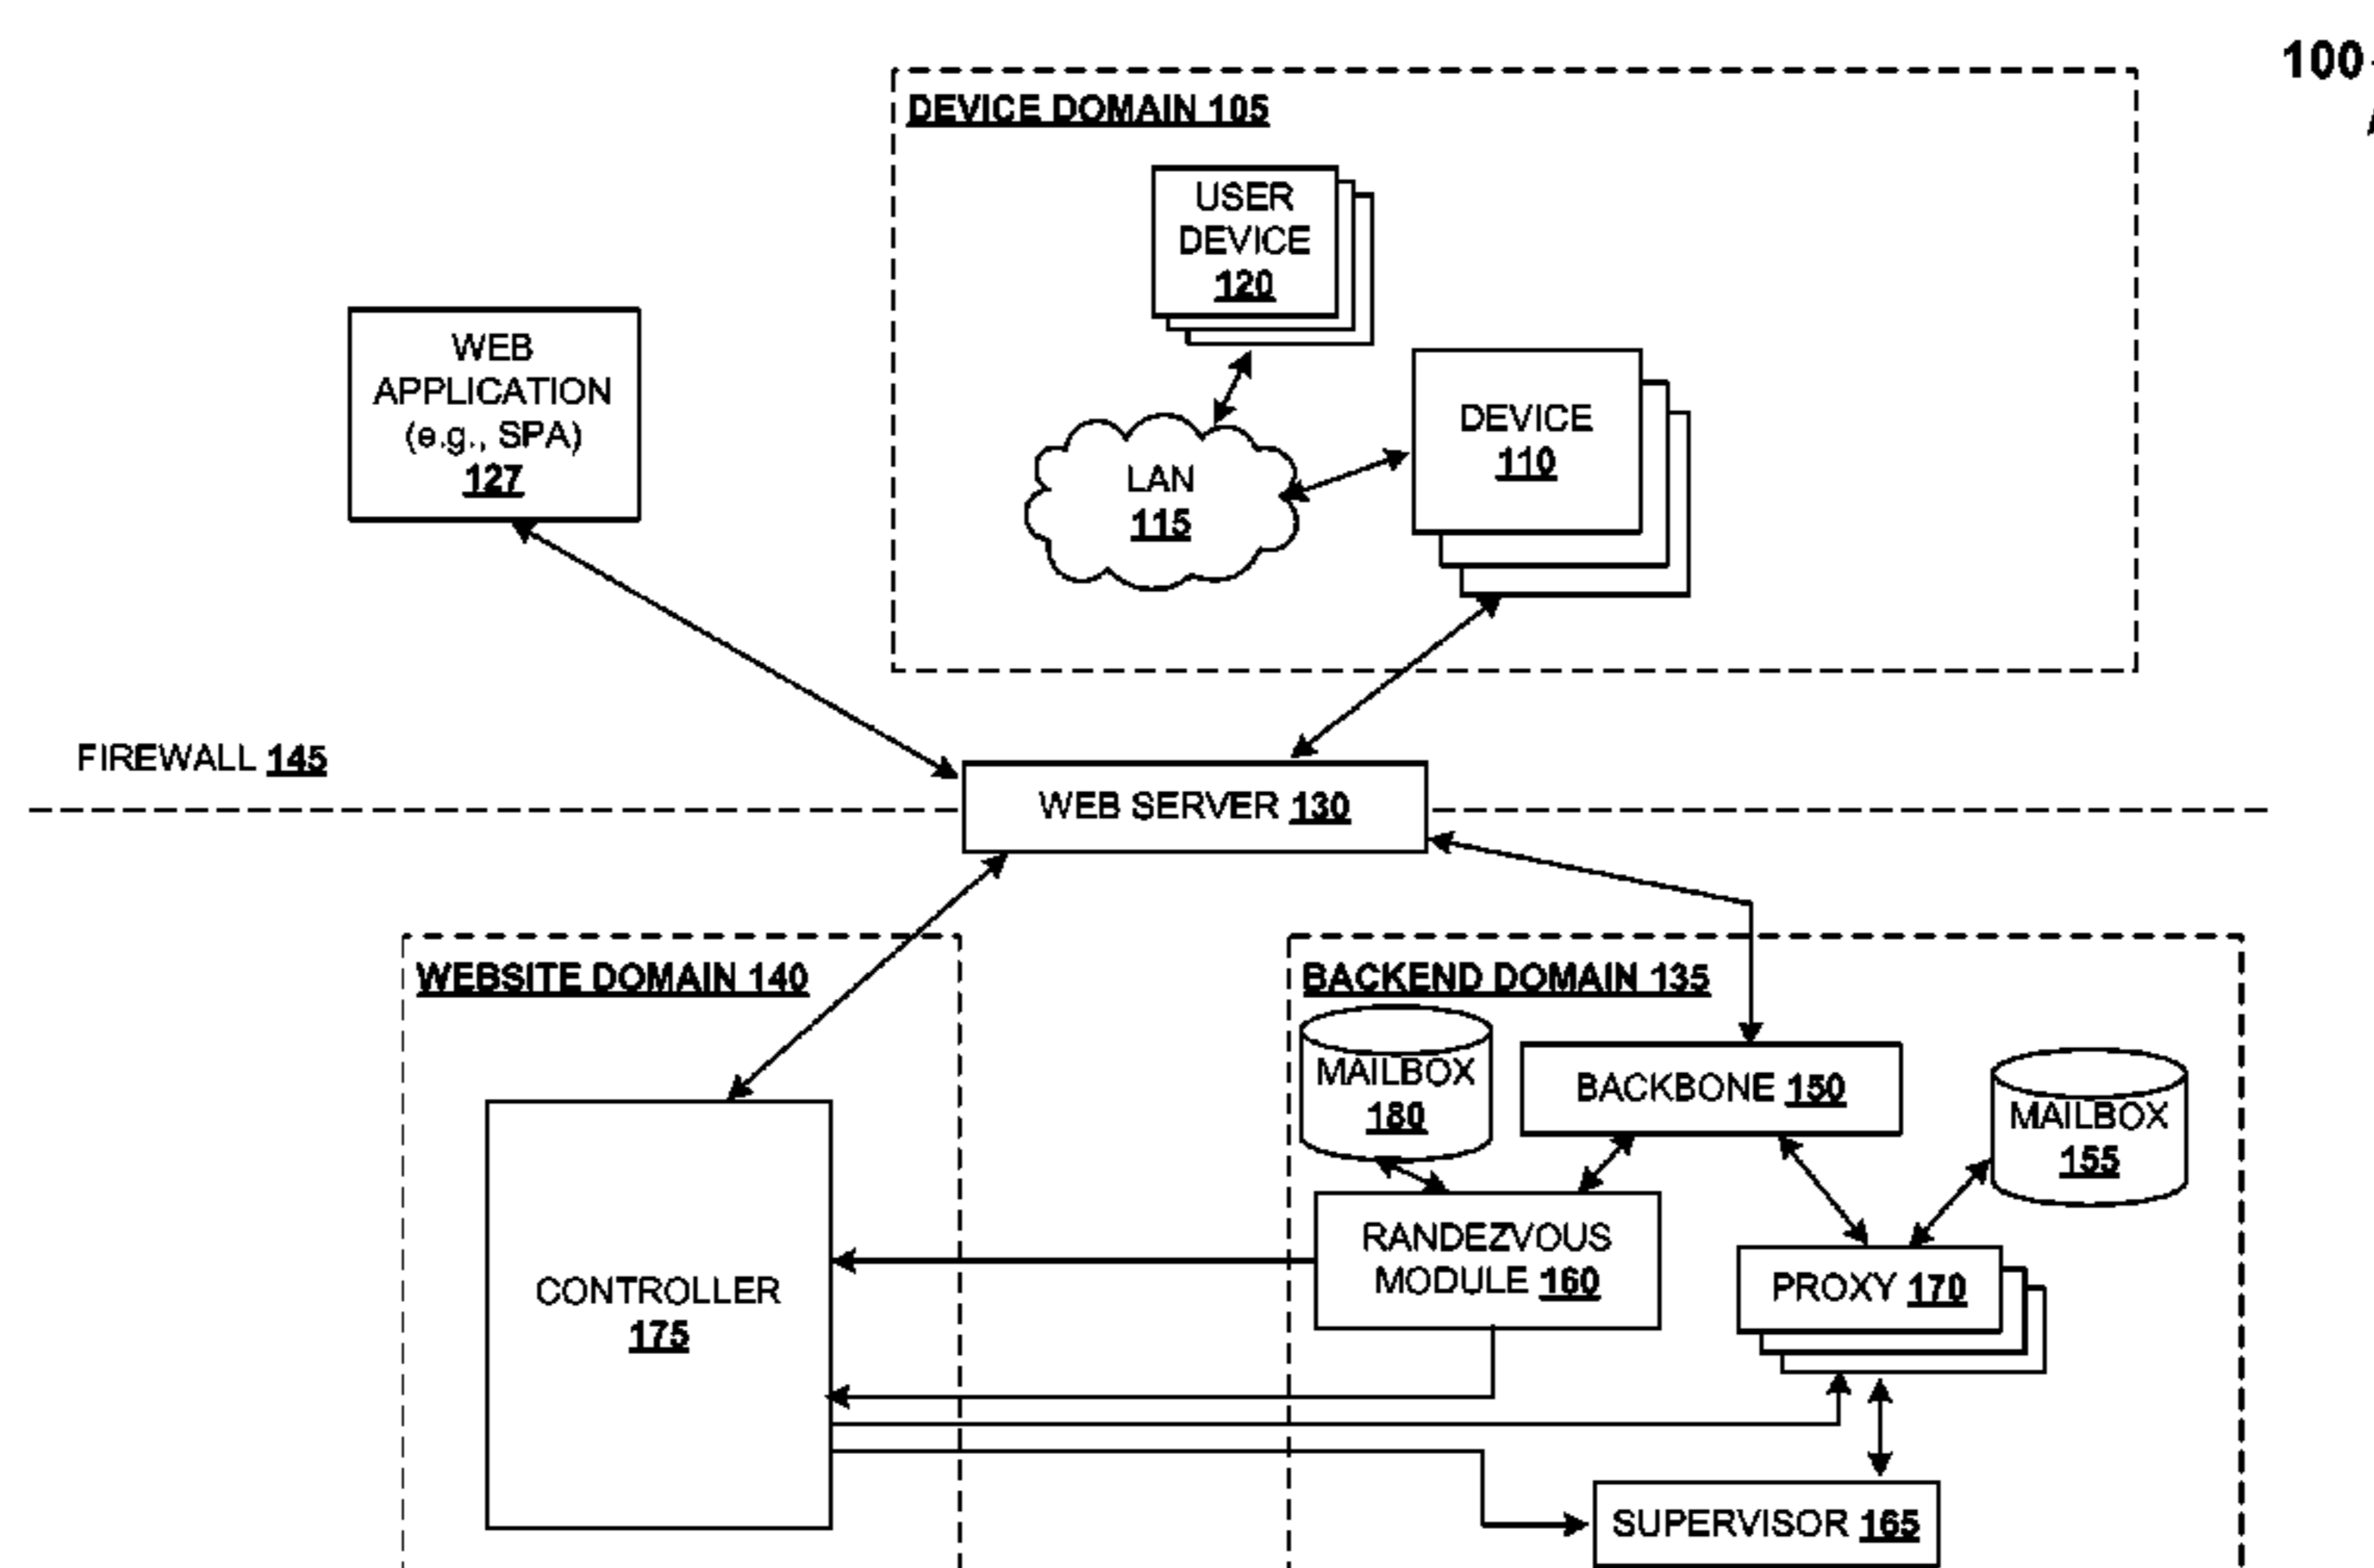 100
DEVICE DOMAIN 105
USER
DEVICE
120
WEB
APPLICATION
(e.g., SPA)
127
DEVICE
110
LAN
115
FIREWALL 145
WEB SERVER 130
WEBSITE DOMAIN 140
BACKEND DOMAIN 135
MAILBOX
180
BACKBONE 150
MAILBOX
155
RANDEZVOUS
MODULE 160
PROXY 170
CONTROLLER
175
SUPERVISOR 165